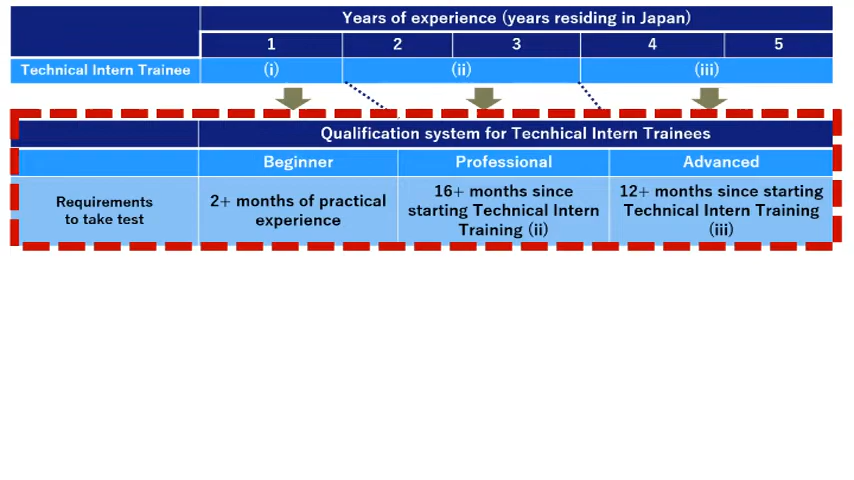 Years of experience (years residing in Japan)
1 2 3 4 5
Technical Intern Trainee (i) (ii) (iii)
Qualification system for Tecnhical Intern Trainees
Beginner Professional Advanced
Requirements
to take test
2+ months of practical
experience
16+ months since
starting Technical Intern
Training (ii)
12+ months since starting
Technical Intern Training
(iii)